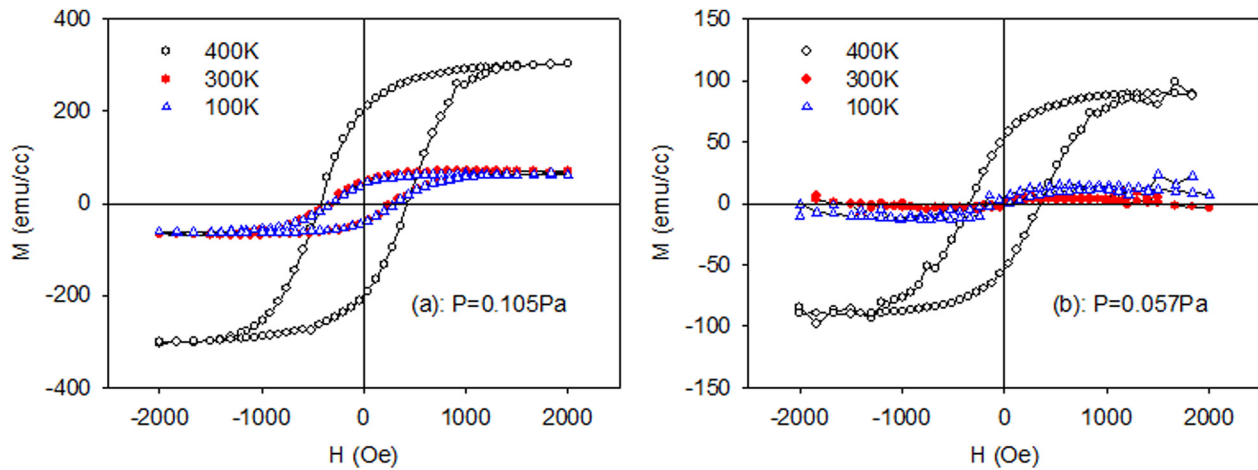 400
200
0
-200
-400
M (emu/cc)
400K
300K
100K
(a): P=0.105Pa
-2000 -1000 0 1000 2000
H (Oe)
150
100
50
0
-50
-100
-150
M (emu/cc)
400K
300K
100K
(b): P=0.057Pa
-2000 -1000 0 1000 2000
H (Oe)